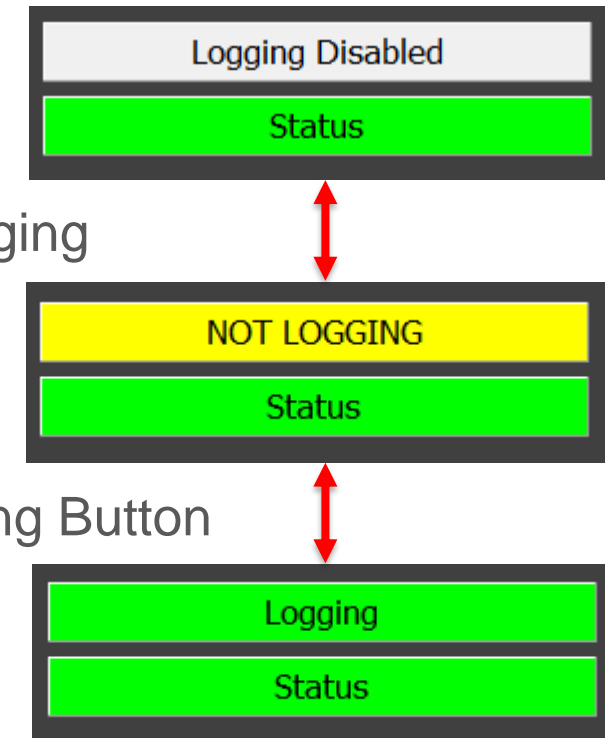 Logging Disabled
Status
ging
NOT LOGGING
Status
ng Button
Logging
Status